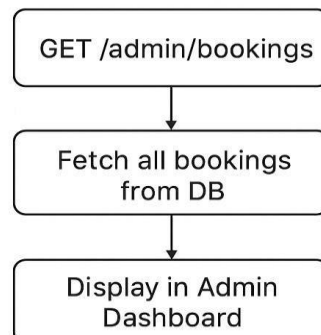 GET /admin/bookings
Fetch all bookings
from DB
Display in Admin
Dashboard